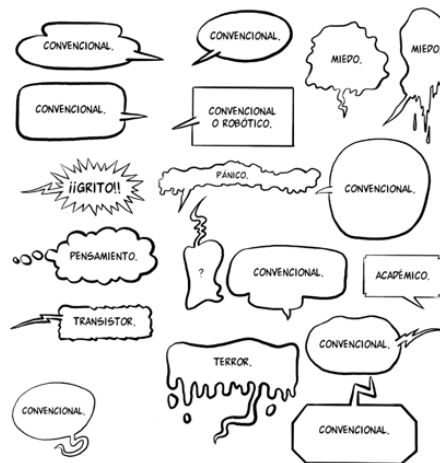 CONVENCIONAL.
CONVENCIONAL.
MIEDO.
MIEDO.
CONVENCIONAL.
CONVENCIONAL
O ROBÓTICO.
¡¡GRITO!!
PÁNICO.
CONVENCIONAL.
PENSAMIENTO.
?
CONVENCIONAL.
ACADÉMICO.
TRANSISTOR.
TERROR.
CONVENCIONAL.
CONVENCIONAL.
CONVENCIONAL.